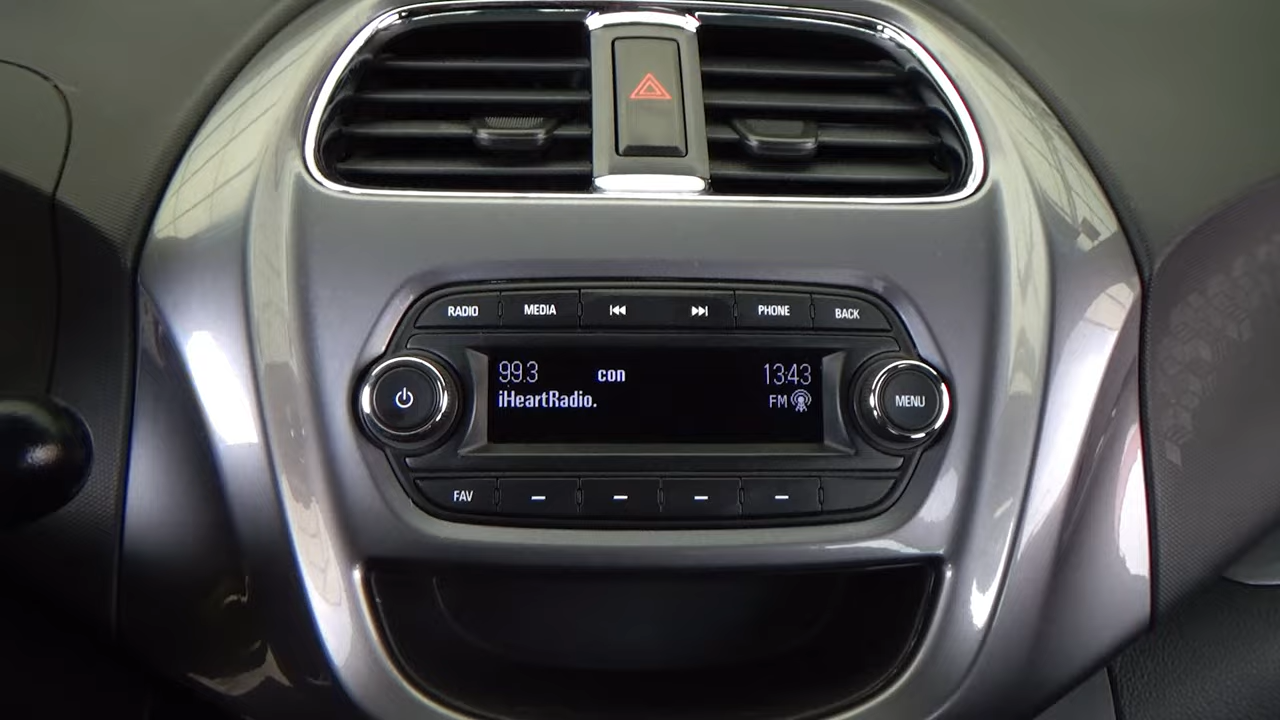 RADIO MEDIA PHONE BACK
99.3 con 13:43
iHeartRadio. FM
MENU
FAV